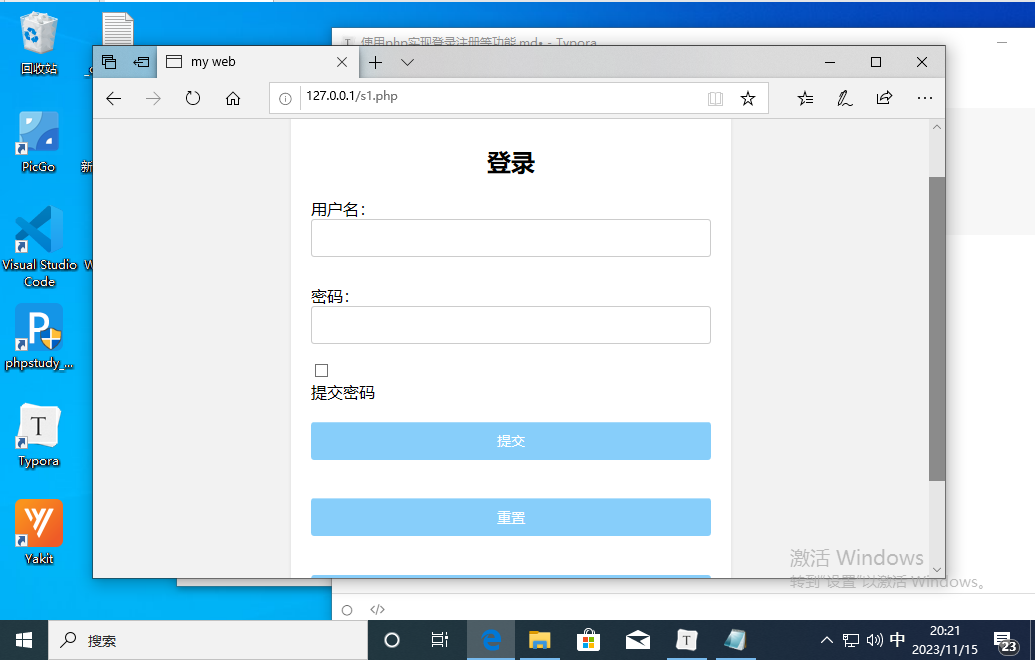 回收站
PicGo
新
Visual Studio
Code
W
phpstudy_...
T
Typora
Yakit
使用php实现登录注册等功能.md• - Typora
my web
127.0.0.1/s1.php
登录
用户名:
密码:
提交密码
提交
重置
激活 Windows
转到"设置"以激活 Windows。
搜索
T
中
20:21
2023/11/15
23